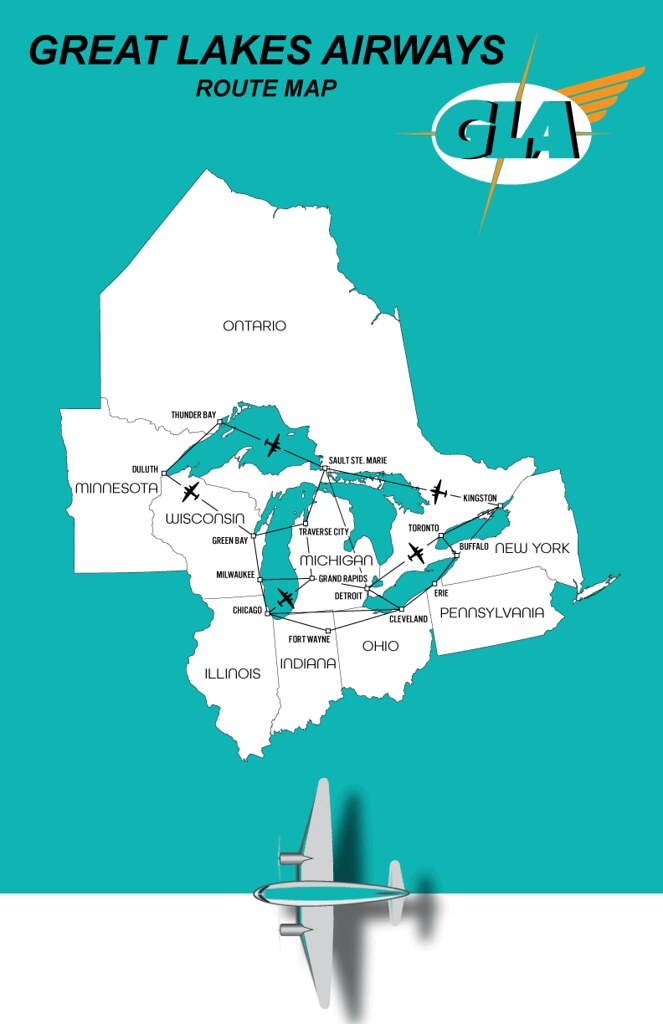 GREAT LAKES AIRWAYS
ROUTE MAP
GLA
ONTARIO
THUNDER BAY
SAULT STE. MARIE
DULUTH
MINNESOTA
KINGSTON
WISCONSIN
TORONTO
TRAVERSE CITY
GREEN BAY
BUFFALO
NEW YORK
MICHIGAN
MILWAUKEE
GRAND RAPIDS
ERIE
DETROIT
CHICAGO
PENNSYLVANIA
CLEVELAND
FORT WAYNE
OHIO
INDIANA
ILLINOIS